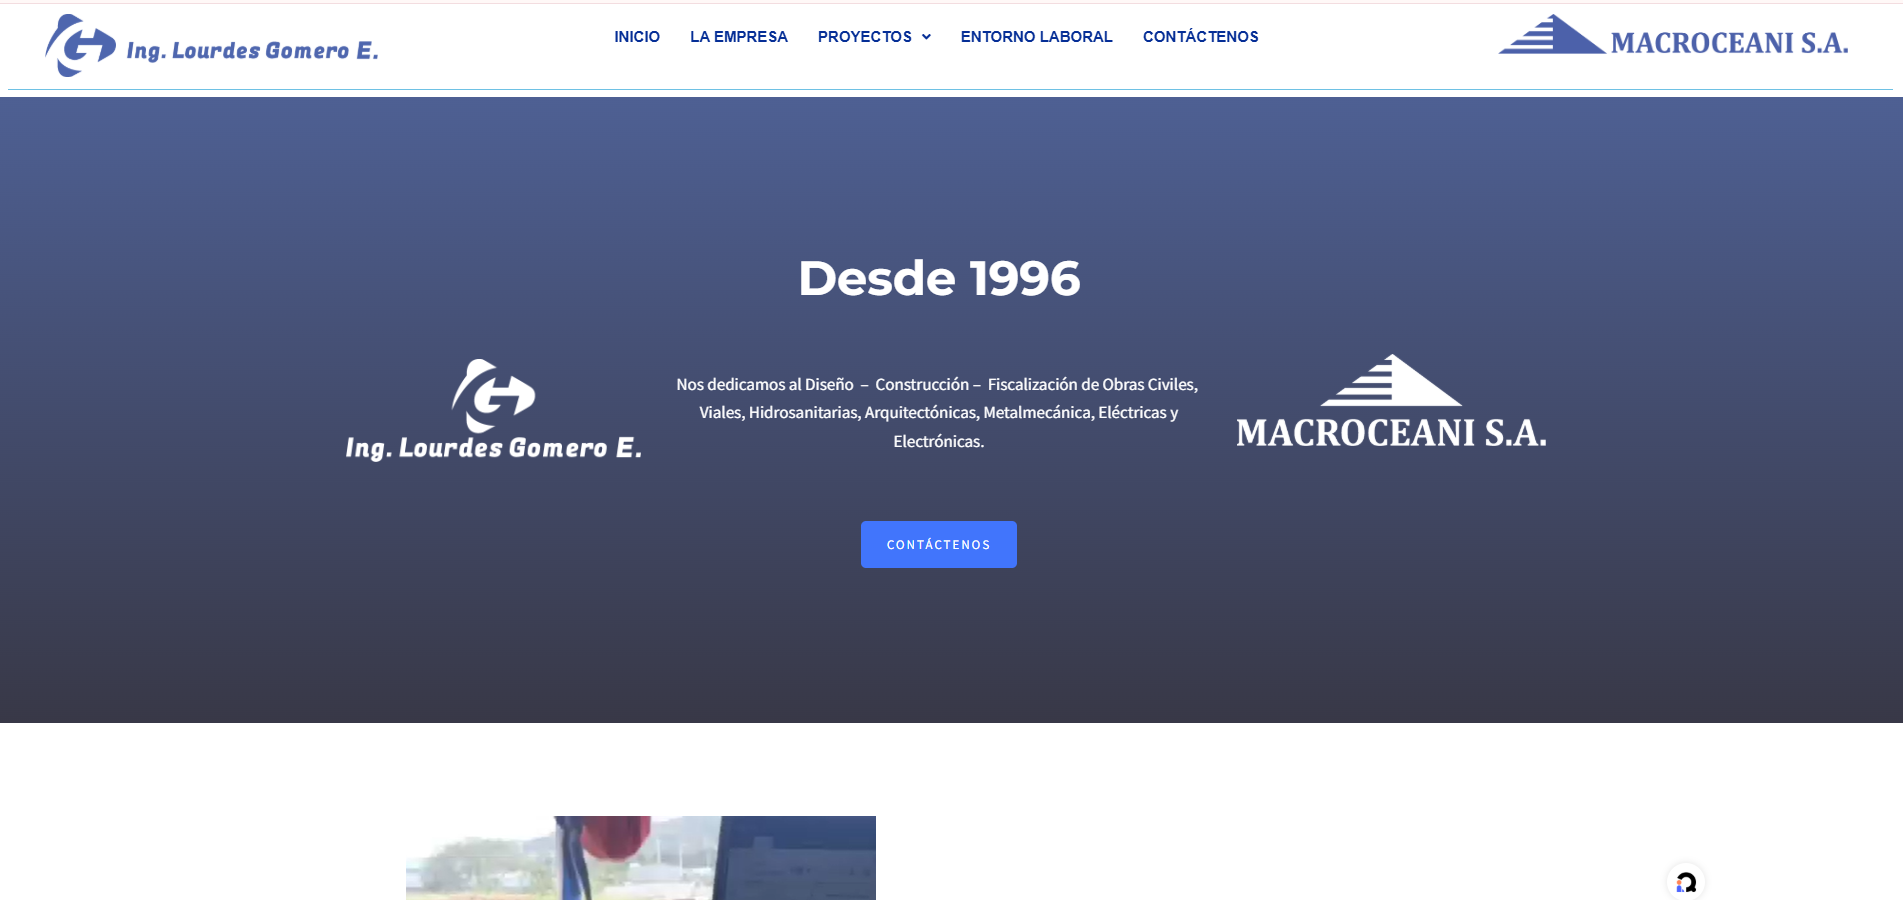 Ing. Lourdes Gomero E.
INICIO LA EMPRESA PROYECTOS ENTORNO LABORAL CONTÁCTENOS
MACROCEANI S.A.
Desde 1996
Ing. Lourdes Gomero E.
Nos dedicamos al Diseño – Construcción – Fiscalización de Obras Civiles,
Viales, Hidrosanitarias, Arquitectónicas, Metalmecánica, Eléctricas y
Electrónicas.
MACROCEANI S.A.
CONTÁCTENOS